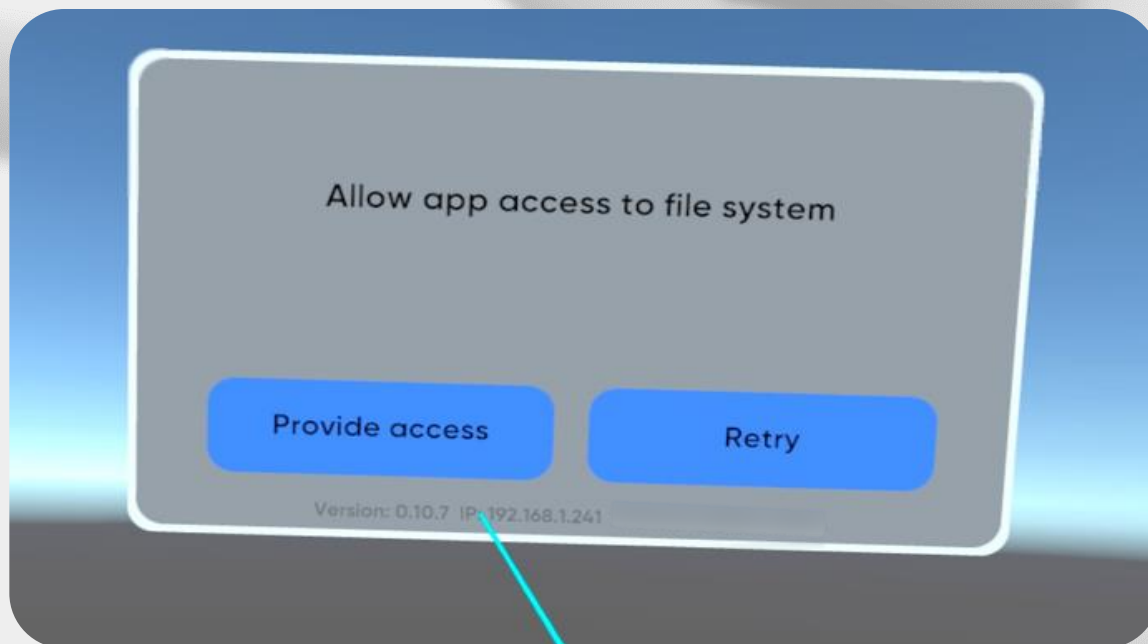 Allow app access to file system
Provide access
Retry
Version: 0.10.7 IP: 192.168.1.241